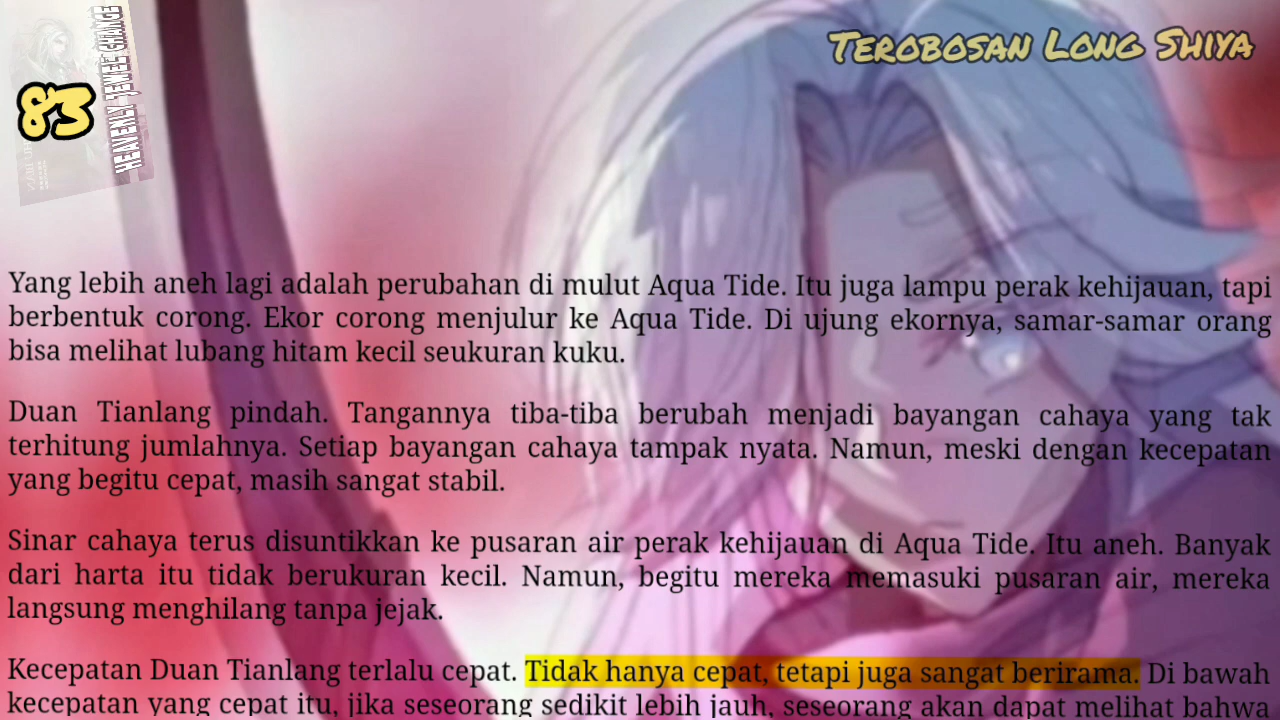 Terobosan Long Shiya
83
HEAVENLY JEWEL CHANGE
Yang lebih aneh lagi adalah perubahan di mulut Aqua Tide. Itu juga lampu perak kehijauan, tapi
berbentuk corong. Ekor corong menjulur ke Aqua Tide. Di ujung ekornya, samar-samar orang
bisa melihat lubang hitam kecil seukuran kuku.
Duan Tianlang pindah. Tangannya tiba-tiba berubah menjadi bayangan cahaya yang tak
terhitung jumlahnya. Setiap bayangan cahaya tampak nyata. Namun, meski dengan kecepatan
yang begitu cepat, masih sangat stabil.
Sinar cahaya terus disuntikkan ke pusaran air perak kehijauan di Aqua Tide. Itu aneh. Banyak
dari harta itu tidak berukuran kecil. Namun, begitu mereka memasuki pusaran air, mereka
langsung menghilang tanpa jejak.
Kecepatan Duan Tianlang terlalu cepat. Tidak hanya cepat, tetapi juga sangat berirama. Di bawah
kecepatan yang cepat itu, jika seseorang sedikit lebih jauh, seseorang akan dapat melihat bahwa